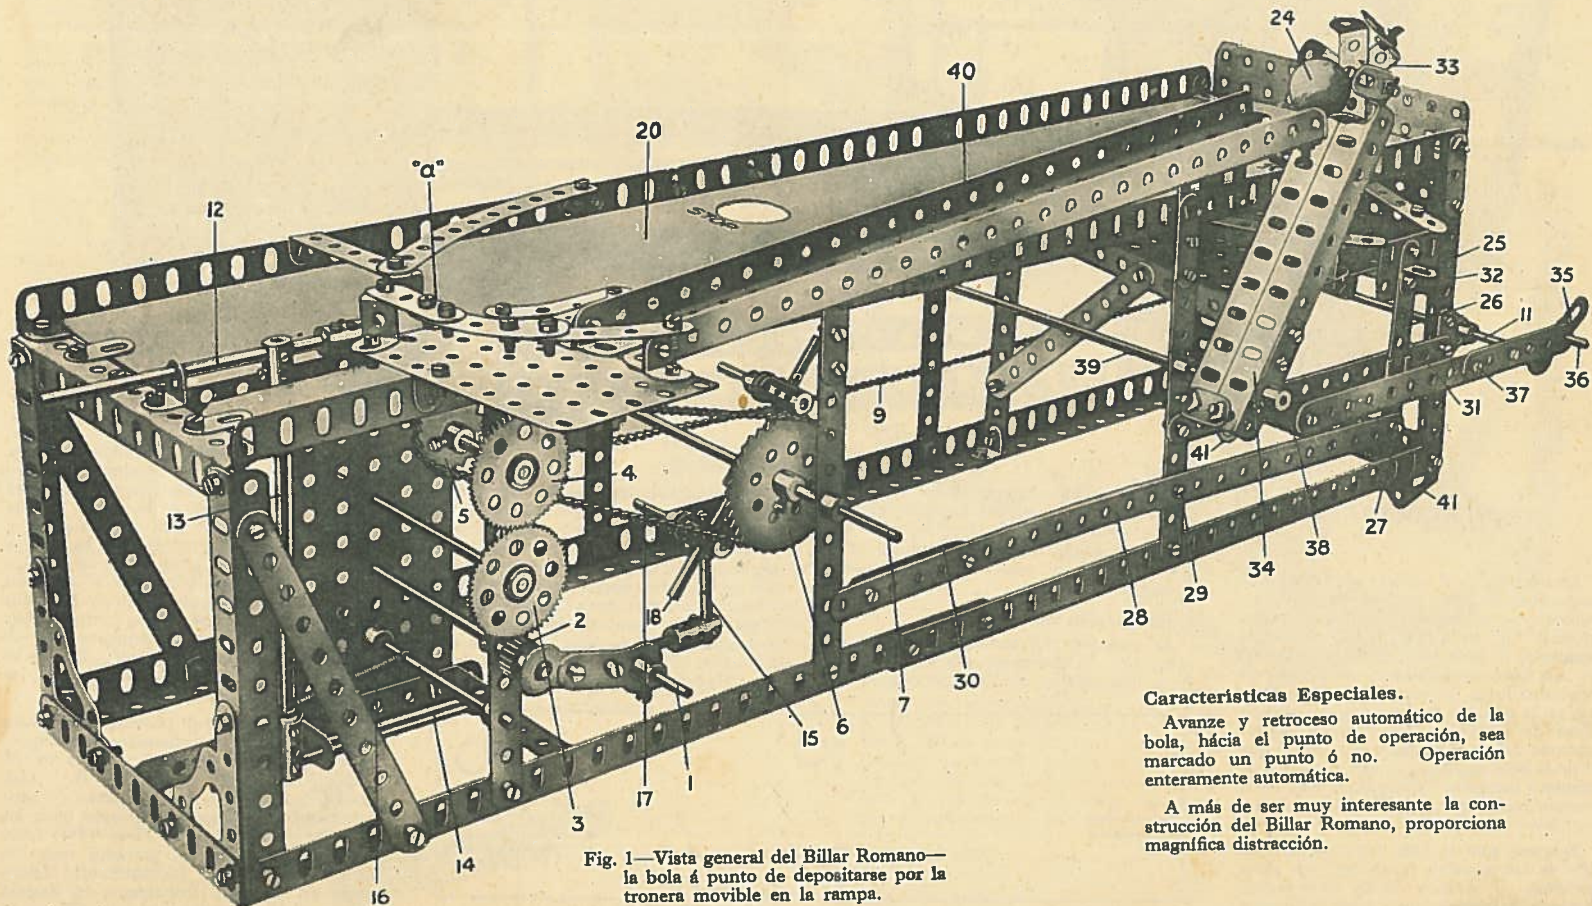 24
33
40
20
"a"
12
STOP
25
32
35
26
11
39
36
9
37
31
41
4
13
5
41
27
38
18
34
2
29
28
30
7
6
15
1
17
3
14
16
Características Especiales.
Avanze y retroceso automático de la
bola, hácia el punto de operación, sea
marcado un punto ó no. Operación
enteramente automática.
A más de ser muy interesante la con-
strucción del Billar Romano, proporciona
magnífica distracción.
Fig. 1—Vista general del Billar Romano—
la bola á punto de depositarse por la
tronera movible en la rampa.